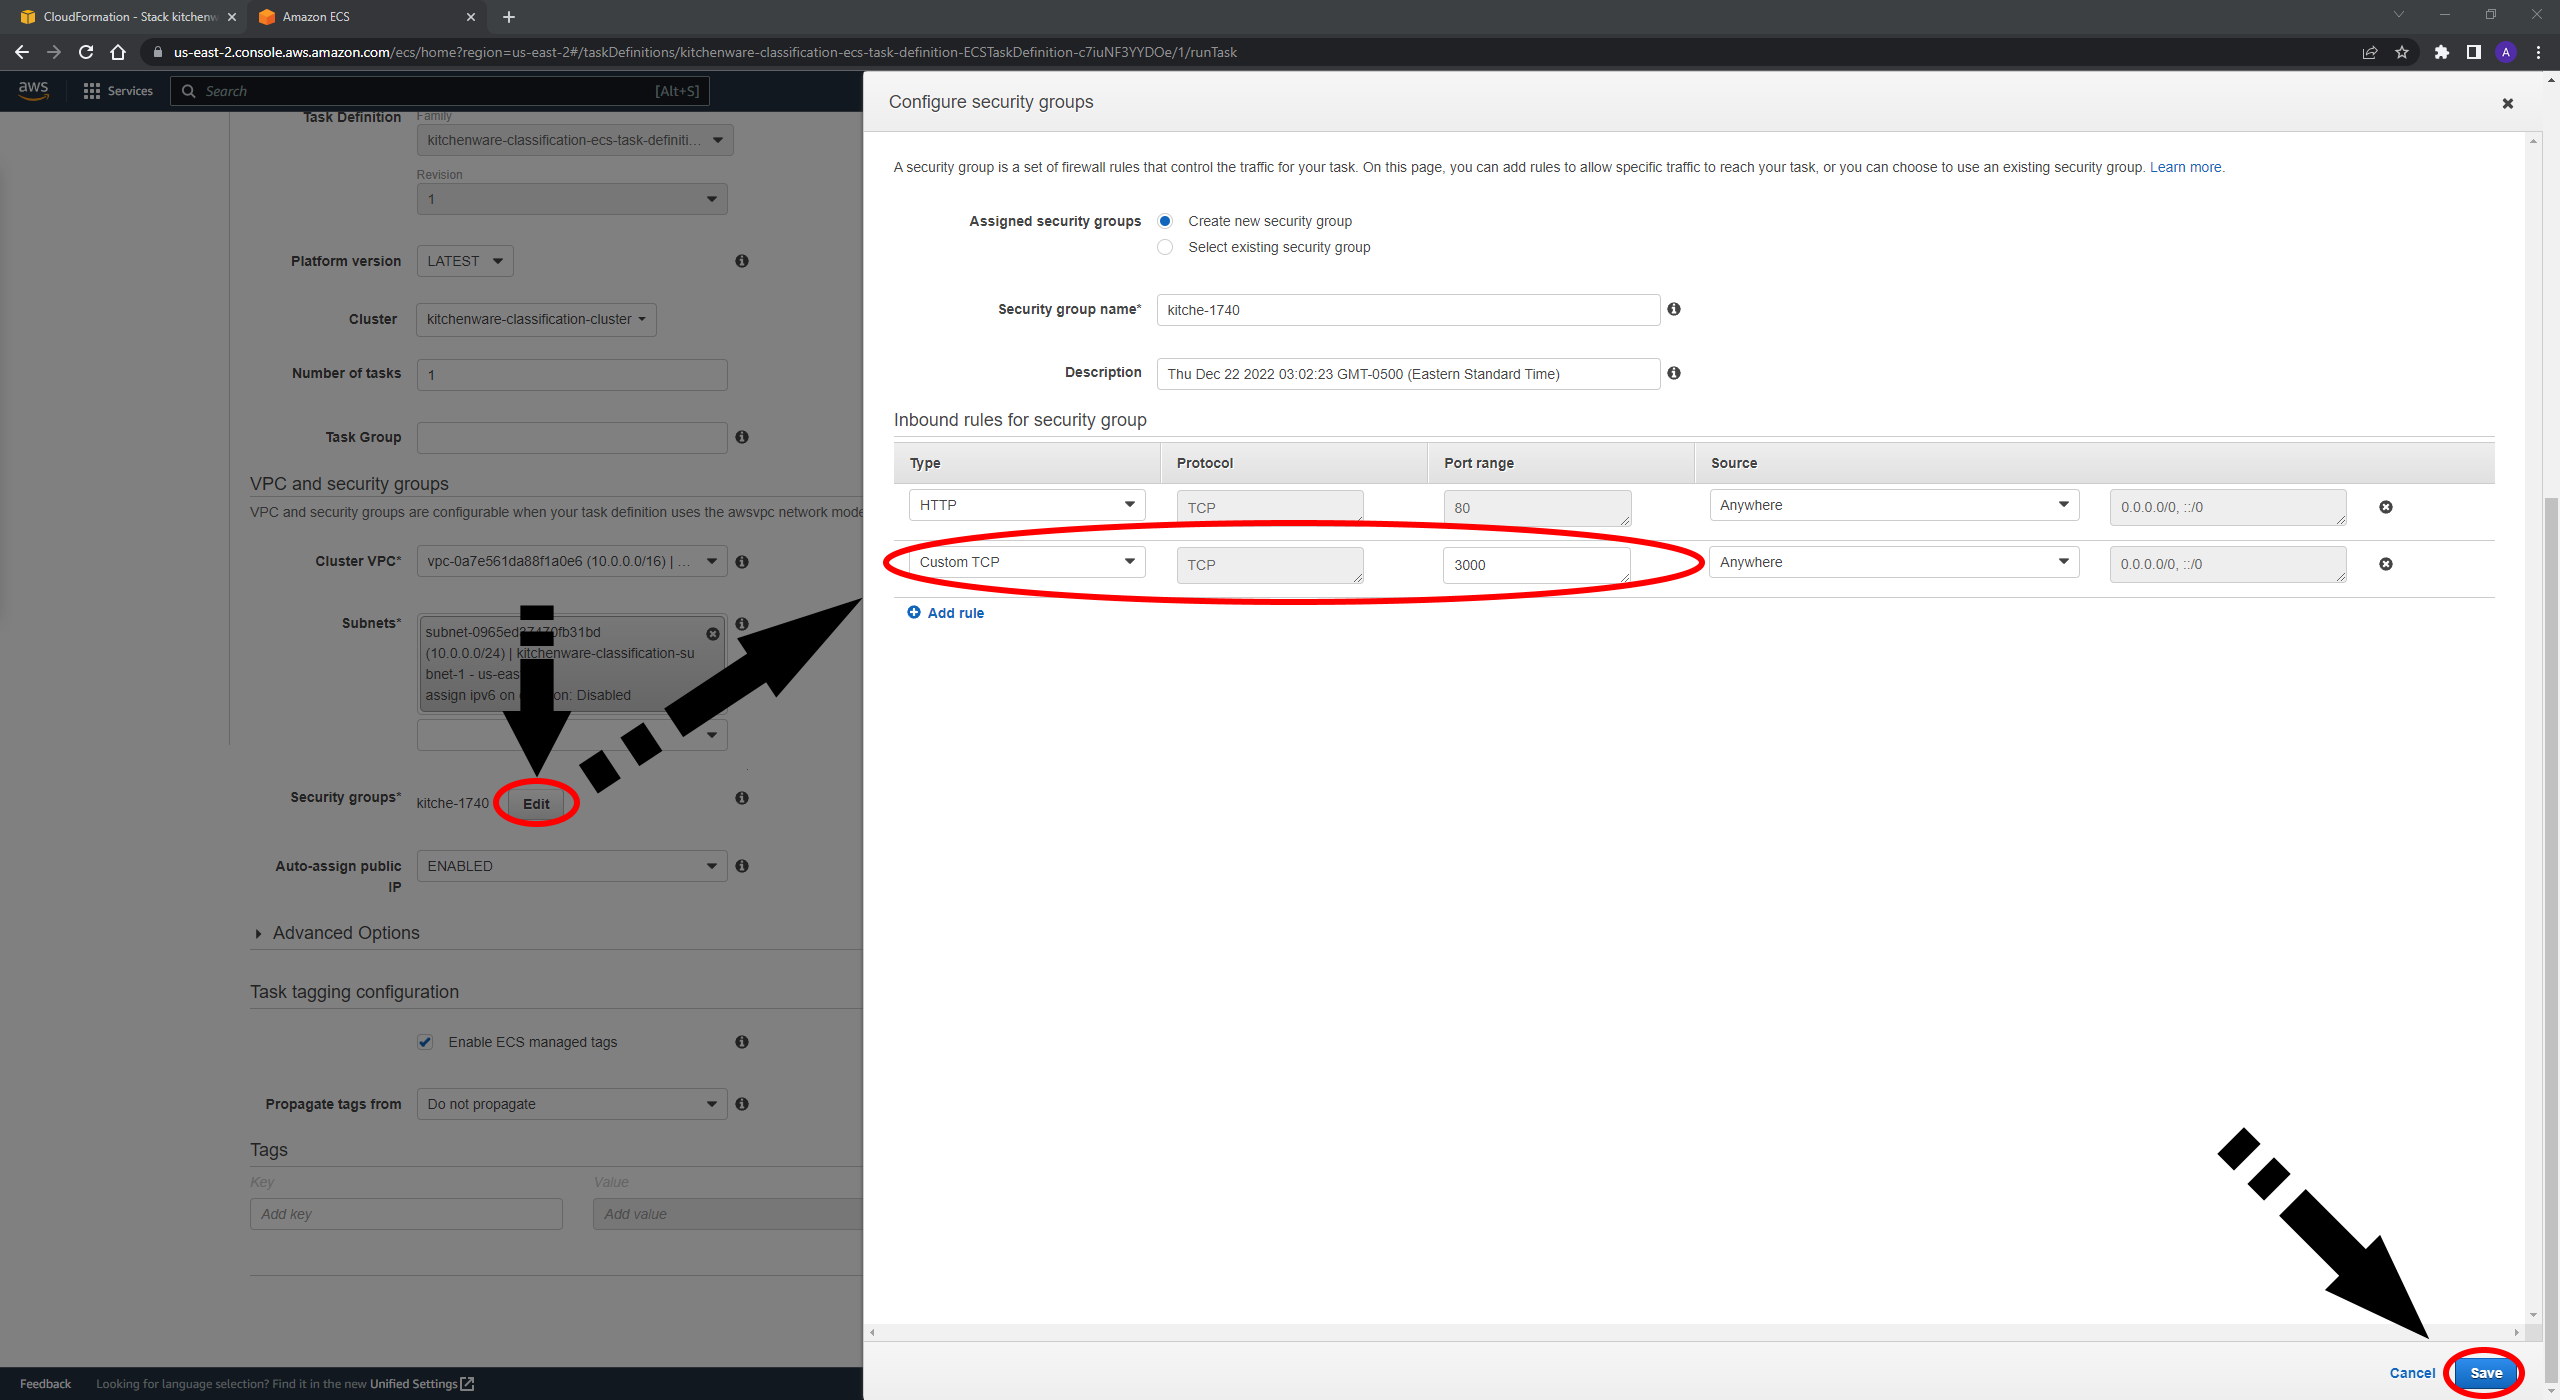 CloudFormation - Stack kitchenw
Amazon ECS
us-east-2.console.aws.amazon.com/ecs/home?region=us-east-2#/taskDefinitions/kitchenware-classification-ecs-task-definition-ECSTaskDefinition-c7iuNF3YYDOe/1/runTask
A
aws
Services
Search
[Alt+S]
Task Definition
Family
kitchenware-classification-ecs-task-definiti...
Revision
1
Platform version
LATEST
Cluster
kitchenware-classification-cluster
Number of tasks
1
Task Group
VPC and security groups
VPC and security groups are configurable when your task definition uses the awsvpc network mode
Cluster VPC*
vpc-0a7e561da88f1a0e6 (10.0.0.0/16) | ...
Subnets*
(10.0.0.0/24) | kitchenware-classification-su
bnet-1 - us-eas
assign ipv6 on on: Disabled
Security groups*
kitche-1740
Edit
Auto-assign public
IP
ENABLED
Advanced Options
Task tagging configuration
Enable ECS managed tags
Propagate tags from
Do not propagate
Tags
Key
Value
Add key
Add value
Configure security groups
A security group is a set of firewall rules that control the traffic for your task. On this page, you can add rules to allow specific traffic to reach your task, or you can choose to use an existing security group. Learn more.
Assigned security groups
Create new security group
Select existing security group
Security group name*
kitche-1740
Description
Thu Dec 22 2022 03:02:23 GMT-0500 (Eastern Standard Time)
Inbound rules for security group
Type Protocol Port range Source
HTTP TCP 80 Anywhere 0.0.0.0/0, ::/0
Custom TCP TCP 3000 Anywhere 0.0.0.0/0, ::/0
Add rule
Cancel
Save
Feedback
Looking for language selection? Find it in the new Unified Settings